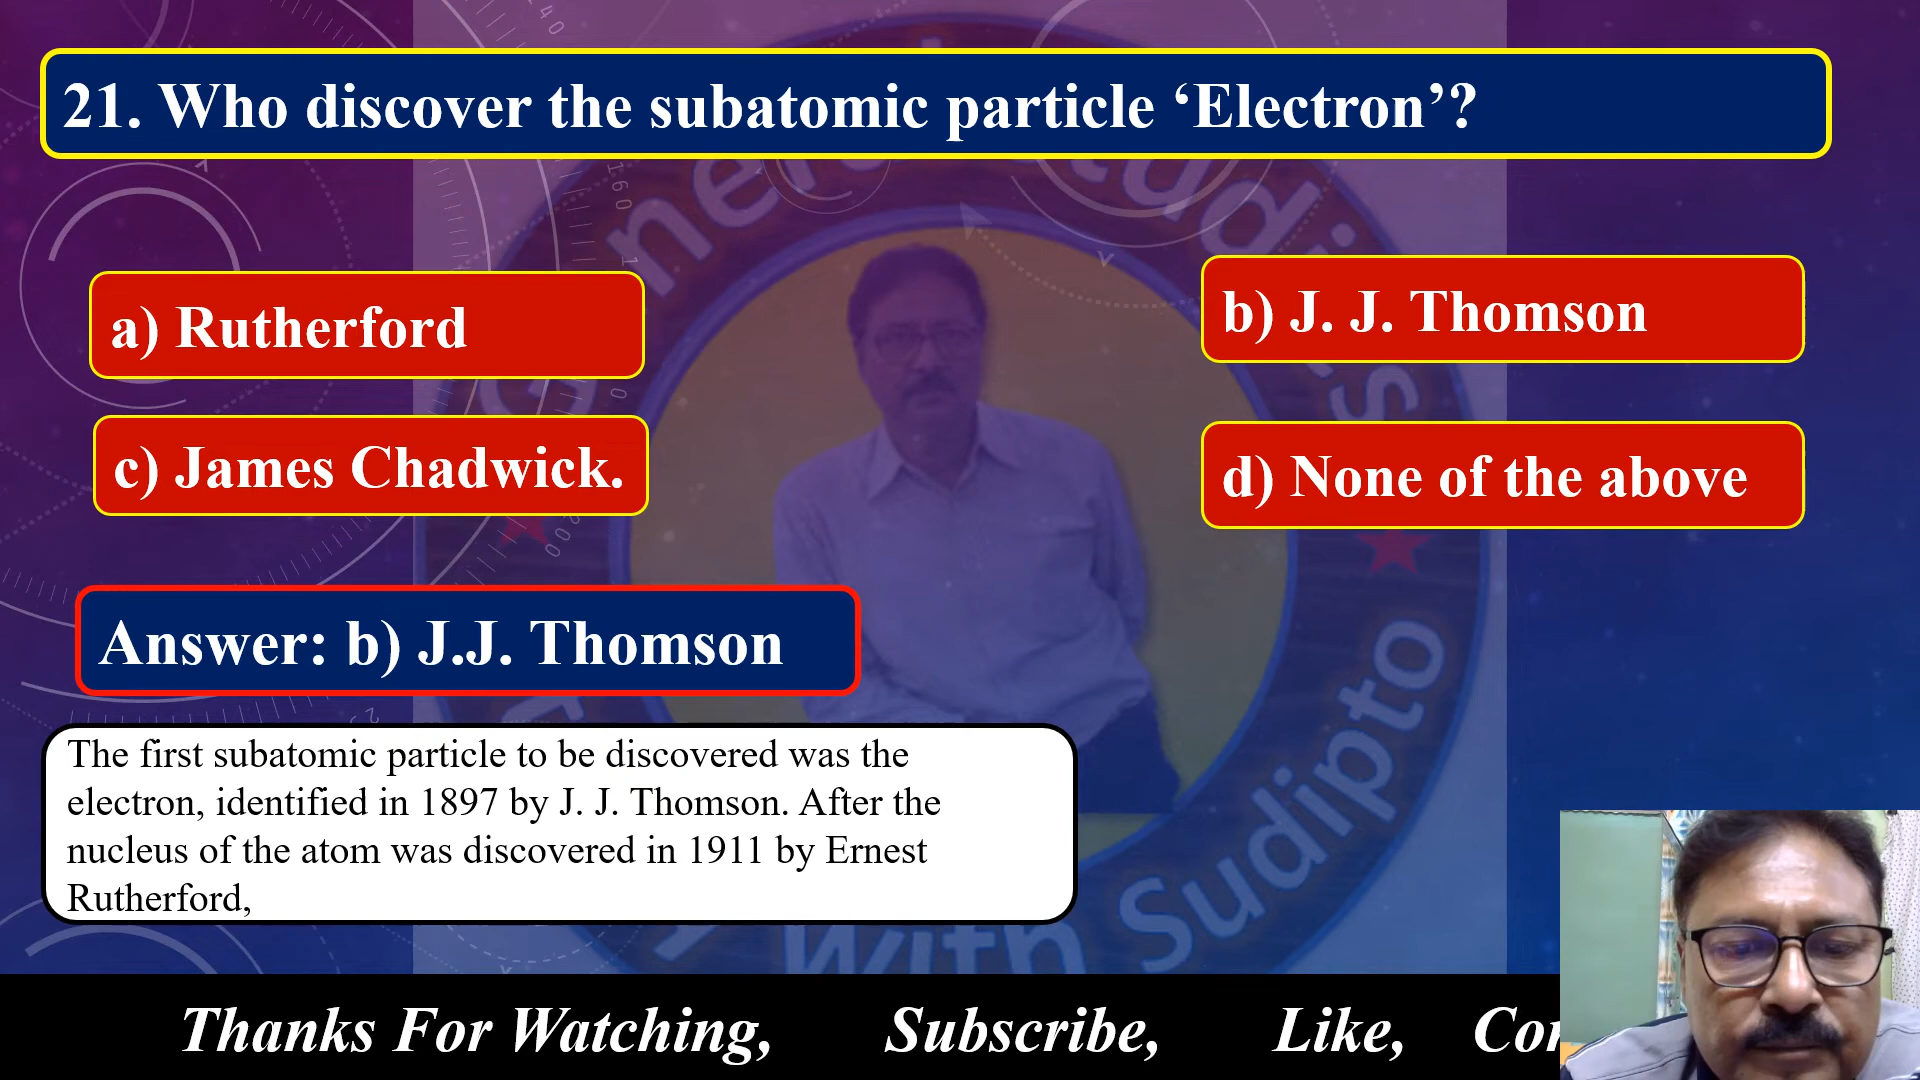 21. Who discover the subatomic particle ‘Electron’?
a) Rutherford
b) J. J. Thomson
c) James Chadwick.
d) None of the above
Answer: b) J.J. Thomson
The first subatomic particle to be discovered was the
electron, identified in 1897 by J. J. Thomson. After the
nucleus of the atom was discovered in 1911 by Ernest
Rutherford,
with Sudipto
Thanks For Watching, Subscribe, Like,